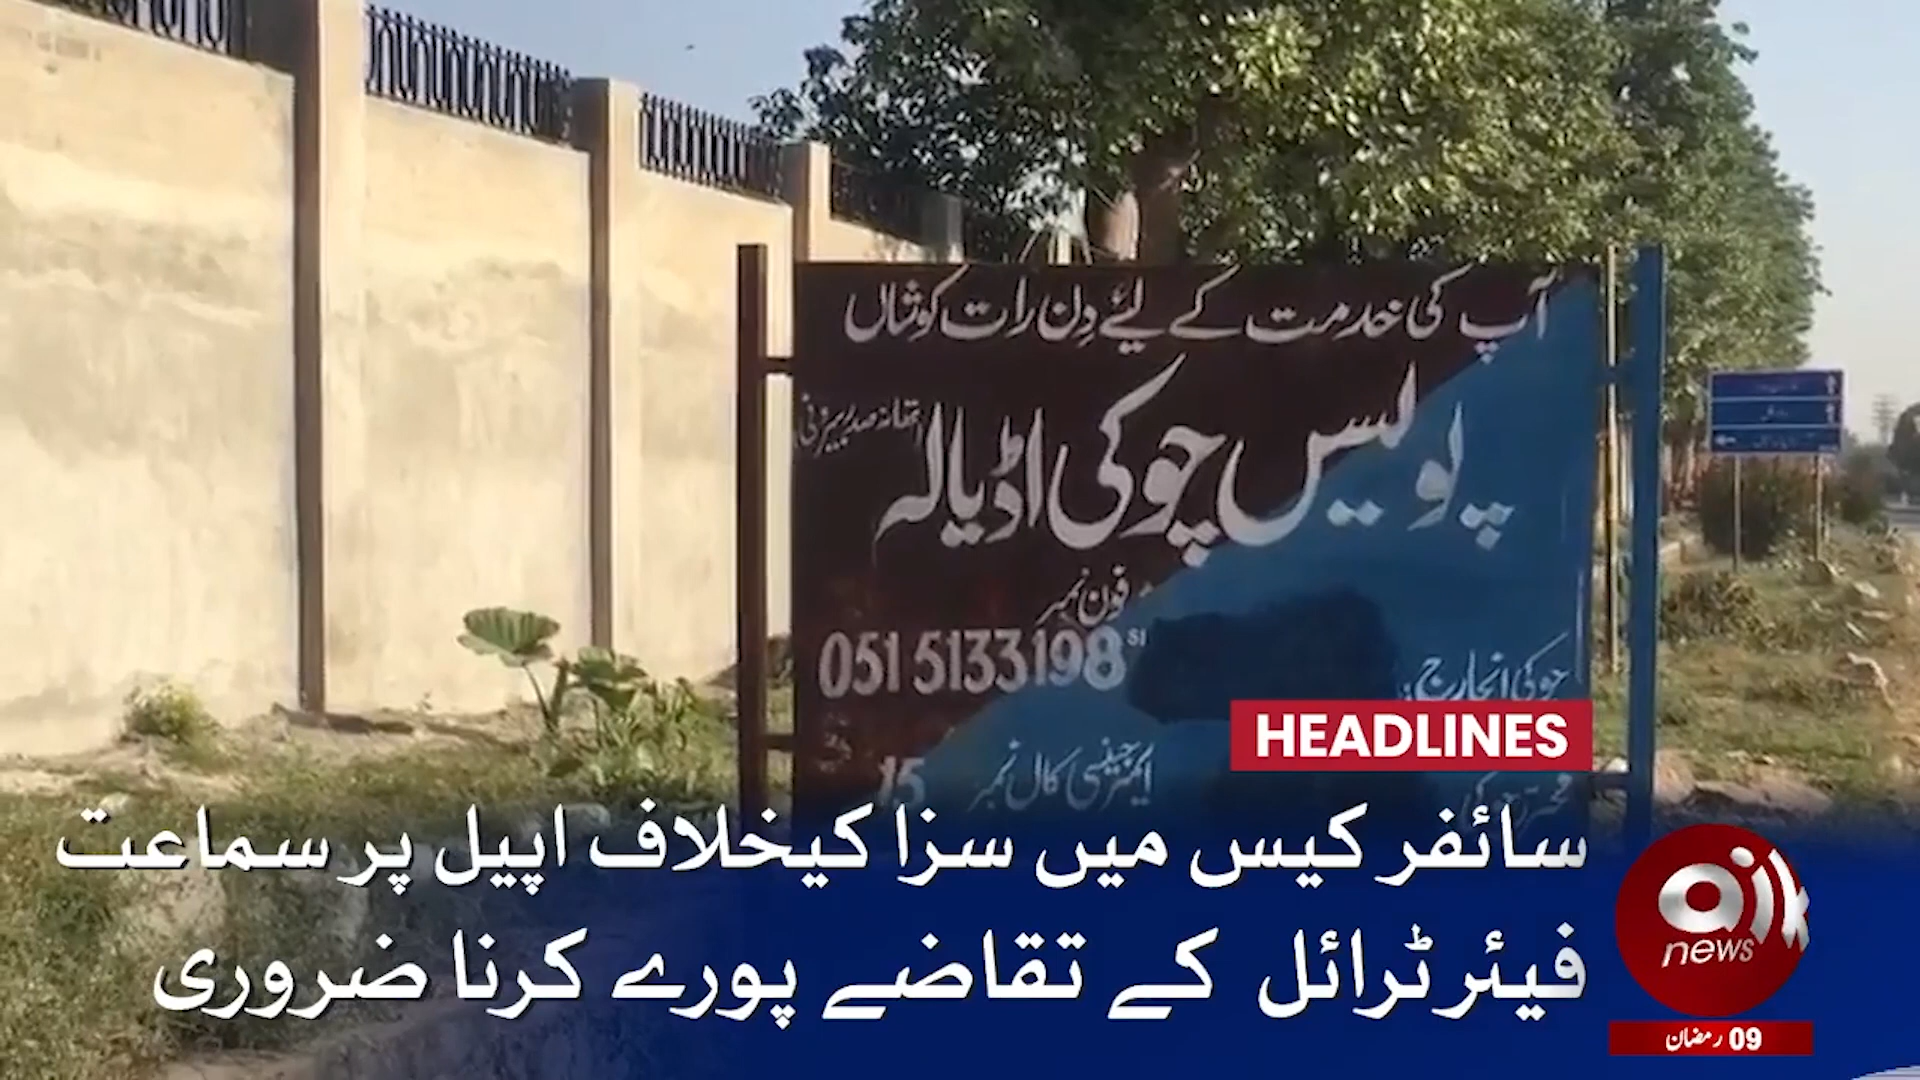 آپ کی خدمت کے لئے دن رات کوشاں
پولیس چوکی اڈیالہ
تھانہ صدر بیرونی
فون نمبر
051 5133198
چوکی انچارج
ایمرجنسی کال نمبر 15
HEADLINES
سائفر کیس میں سزا کیخلاف اپیل پر سماعت
فیئر ٹرائل کے تقاضے پورے کرنا ضروری
aik
news
09 رمضان